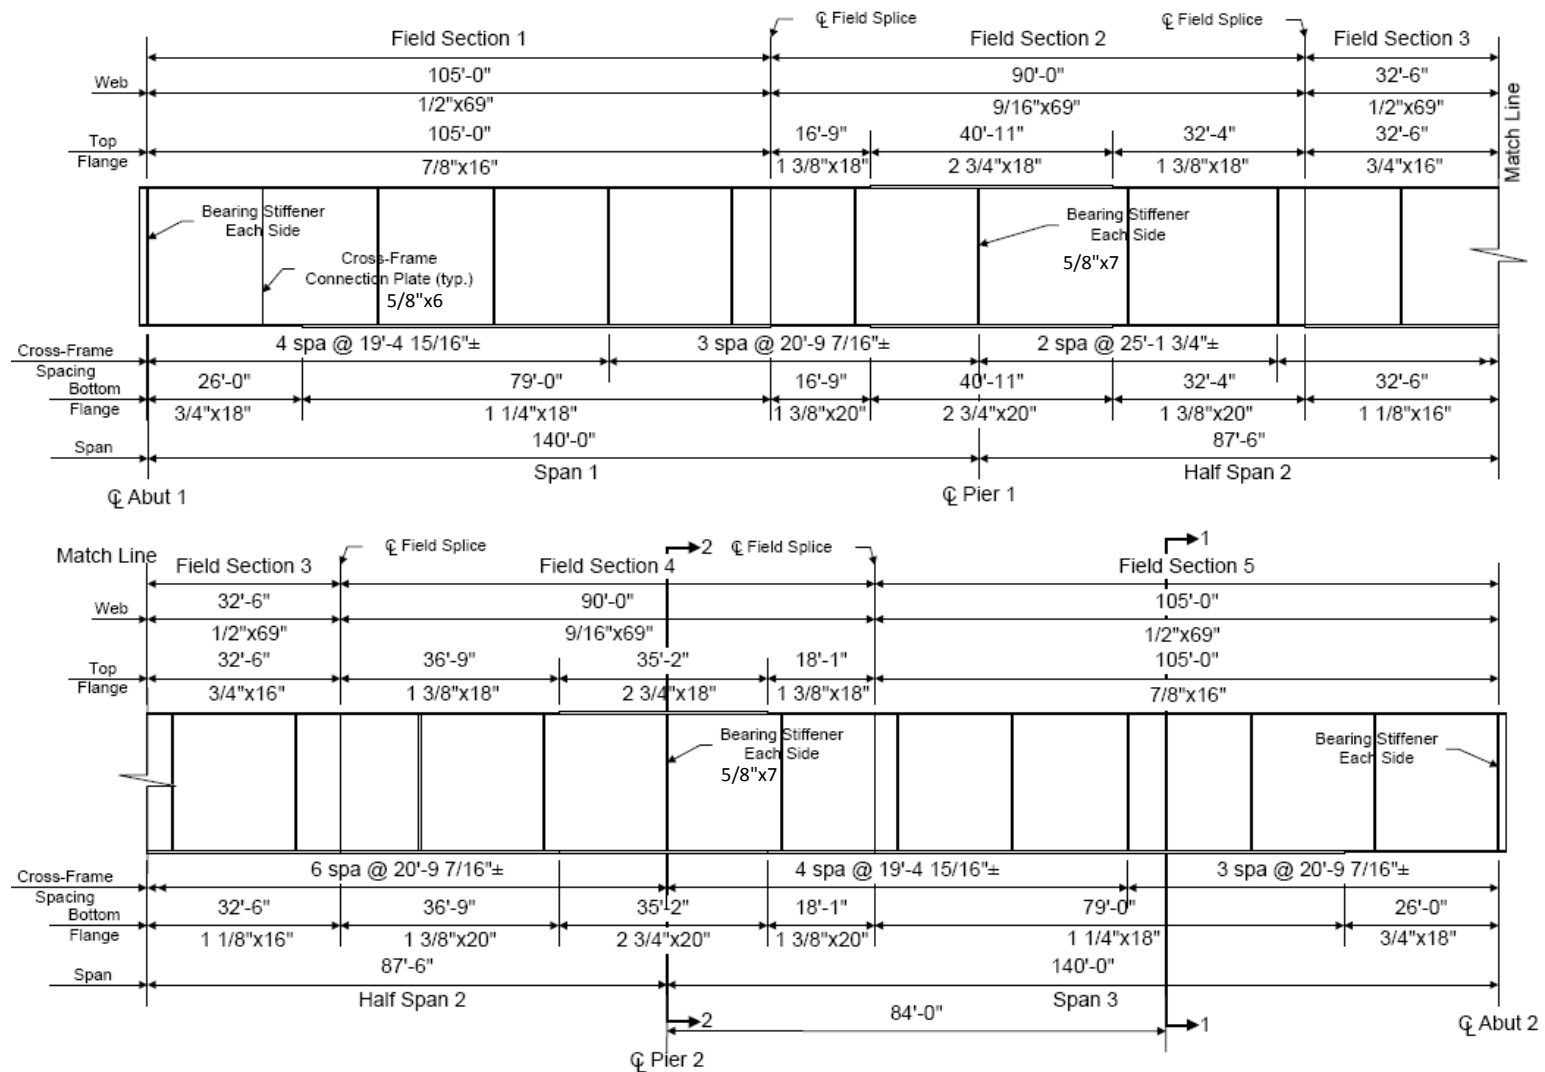 ℄ Field Splice
℄ Field Splice
Field Section 1
Field Section 2
Field Section 3
Web
105'-0"
90'-0"
32'-6"
1/2"x69"
9/16"x69"
1/2"x69"
Match Line
Top
Flange
105'-0"
16'-9"
40'-11"
32'-4"
32'-6"
7/8"x16"
1 3/8"x18"
2 3/4"x18"
1 3/8"x18"
3/4"x16"
Bearing Stiffener
Each Side
Cross-Frame
Connection Plate (typ.)
5/8"x6
Bearing Stiffener
Each Side
5/8"x7
Cross-Frame
Spacing
4 spa @ 19'-4 15/16"±
3 spa @ 20'-9 7/16"±
2 spa @ 25'-1 3/4"±
Bottom
Flange
26'-0"
79'-0"
16'-9"
40'-11"
32'-4"
32'-6"
3/4"x18"
1 1/4"x18"
1 3/8"x20"
2 3/4"x20"
1 3/8"x20"
1 1/8"x16"
Span
140'-0"
87'-6"
Span 1
Half Span 2
℄ Abut 1
℄ Pier 1
Match Line
℄ Field Splice
2
℄ Field Splice
1
Field Section 3
Field Section 4
Field Section 5
Web
32'-6"
90'-0"
105'-0"
1/2"x69"
9/16"x69"
1/2"x69"
Top
Flange
32'-6"
36'-9"
35'-2"
18'-1"
105'-0"
3/4"x16"
1 3/8"x18"
2 3/4"x18"
1 3/8"x18"
7/8"x16"
Bearing Stiffener
Each Side
5/8"x7
Bearing Stiffener
Each Side
Cross-Frame
Spacing
6 spa @ 20'-9 7/16"±
4 spa @ 19'-4 15/16"±
3 spa @ 20'-9 7/16"±
Bottom
Flange
32'-6"
36'-9"
35'-2"
18'-1"
79'-0"
26'-0"
1 1/8"x16"
1 3/8"x20"
2 3/4"x20"
1 3/8"x20"
1 1/4"x18"
3/4"x18"
Span
87'-6"
140'-0"
Half Span 2
Span 3
2
84'-0"
1
℄ Pier 2
℄ Abut 2